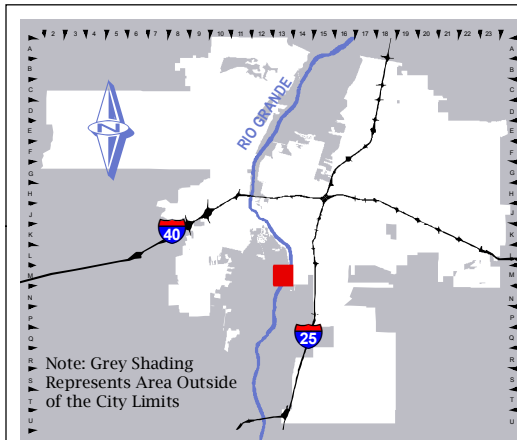 2 3 4 5 6 7 8 9 10 11 12 13 14 15 16 17 18 19 20 21 22 23
A A
B B
C C
D D
E E
F F
G G
H H
J J
K K
L L
M M
N N
P P
Q Q
R R
S S
T T
U U
N
RIO GRANDE
40
25
Note: Grey Shading
Represents Area Outside
of the City Limits